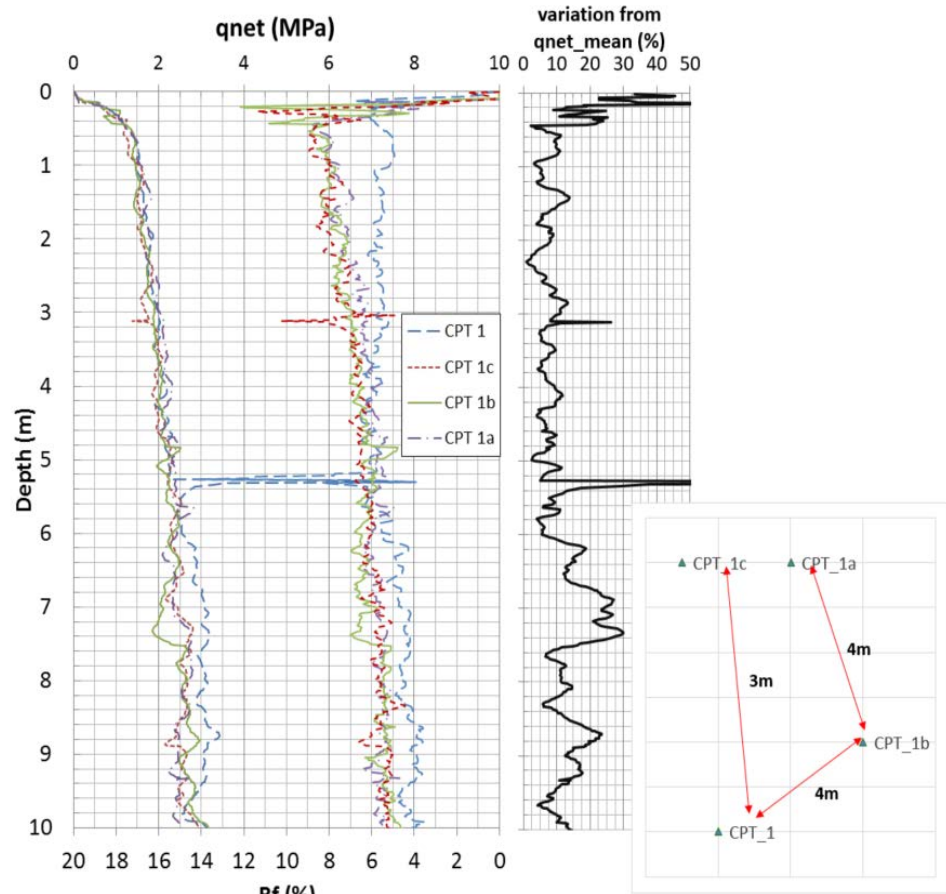 qnet (MPa)
0 2 4 6 8 10
variation from
qnet_mean (%)
0 10 20 30 40 50
Depth (m)
0
1
2
3
4
5
6
7
8
9
10
CPT 1
CPT 1c
CPT 1b
CPT 1a
20 18 16 14 12 10 8 6 4 2 0
Rf (%)
CPT_1c CPT_1a
4m
3m
CPT_1b
4m
CPT_1